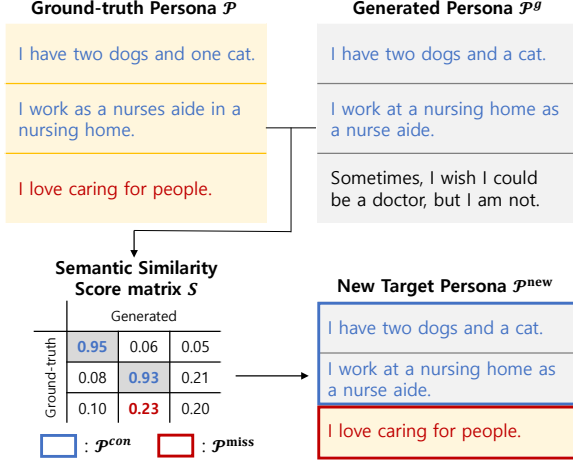 Ground-truth Persona 𝒫
I have two dogs and one cat.
I work as a nurses aide in a
nursing home.
I love caring for people.
Generated Persona 𝒫ᵍ
I have two dogs and a cat.
I work at a nursing home as
a nurse aide.
Sometimes, I wish I could
be a doctor, but I am not.
Semantic Similarity
Score matrix S
Generated
Ground-truth
0.95 0.06 0.05
0.08 0.93 0.21
0.10 0.23 0.20
: 𝒫ᶜᵒⁿ : 𝒫ᵐⁱˢˢ
New Target Persona 𝒫ⁿᵉʷ
I have two dogs and a cat.
I work at a nursing home as
a nurse aide.
I love caring for people.